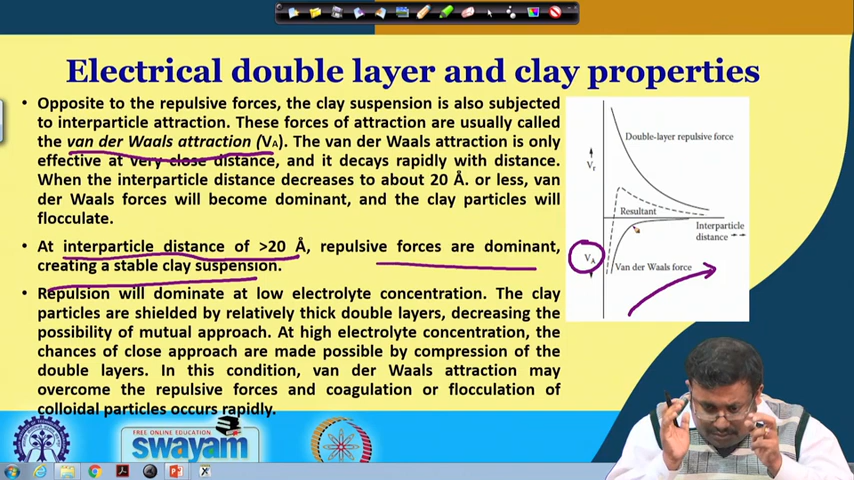 Electrical double layer and clay properties
• Opposite to the repulsive forces, the clay suspension is also subjected
to interparticle attraction. These forces of attraction are usually called
the van der Waals attraction (VA). The van der Waals attraction is only
effective at very close distance, and it decays rapidly with distance.
When the interparticle distance decreases to about 20 Å. or less, van
der Waals forces will become dominant, and the clay particles will
flocculate.
• At interparticle distance of >20 Å, repulsive forces are dominant,
creating a stable clay suspension.
• Repulsion will dominate at low electrolyte concentration. The clay
particles are shielded by relatively thick double layers, decreasing the
possibility of mutual approach. At high electrolyte concentration, the
chances of close approach are made possible by compression of the
double layers. In this condition, van der Waals attraction may
overcome the repulsive forces and coagulation or flocculation of
colloidal particles occurs rapidly.
Double-layer repulsive force
Vr
Resultant
Interparticle
distance
VA
Van der Waals force
FREE ONLINE EDUCATION
swayam